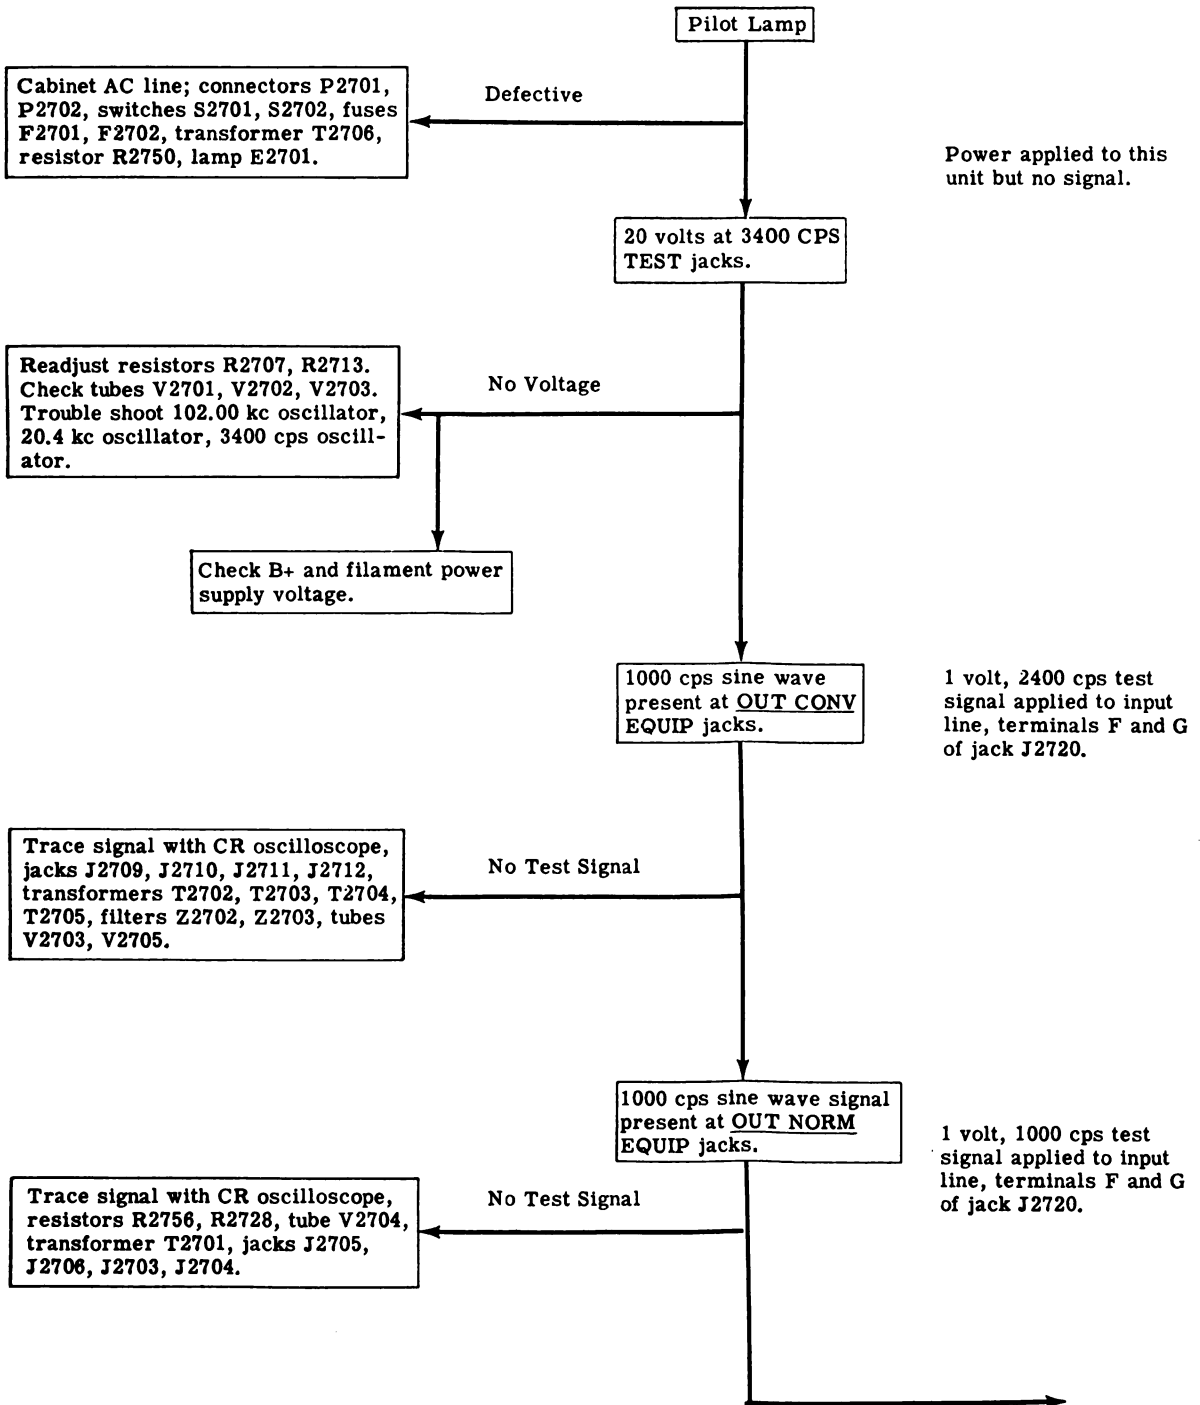 Pilot Lamp
Cabinet AC line; connectors P2701,
P2702, switches S2701, S2702, fuses
F2701, F2702, transformer T2706,
resistor R2750, lamp E2701.
Defective
Power applied to this
unit but no signal.
20 volts at 3400 CPS
TEST jacks.
Readjust resistors R2707, R2713.
Check tubes V2701, V2702, V2703.
Trouble shoot 102.00 kc oscillator,
20.4 kc oscillator, 3400 cps oscill-
ator.
No Voltage
Check B+ and filament power
supply voltage.
1000 cps sine wave
present at OUT CONV
EQUIP jacks.
1 volt, 2400 cps test
signal applied to input
line, terminals F and G
of jack J2720.
Trace signal with CR oscilloscope,
jacks J2709, J2710, J2711, J2712,
transformers T2702, T2703, T2704,
T2705, filters Z2702, Z2703, tubes
V2703, V2705.
No Test Signal
1000 cps sine wave signal
present at OUT NORM
EQUIP jacks.
1 volt, 1000 cps test
signal applied to input
line, terminals F and G
of jack J2720.
Trace signal with CR oscilloscope,
resistors R2756, R2728, tube V2704,
transformer T2701, jacks J2705,
J2706, J2703, J2704.
No Test Signal